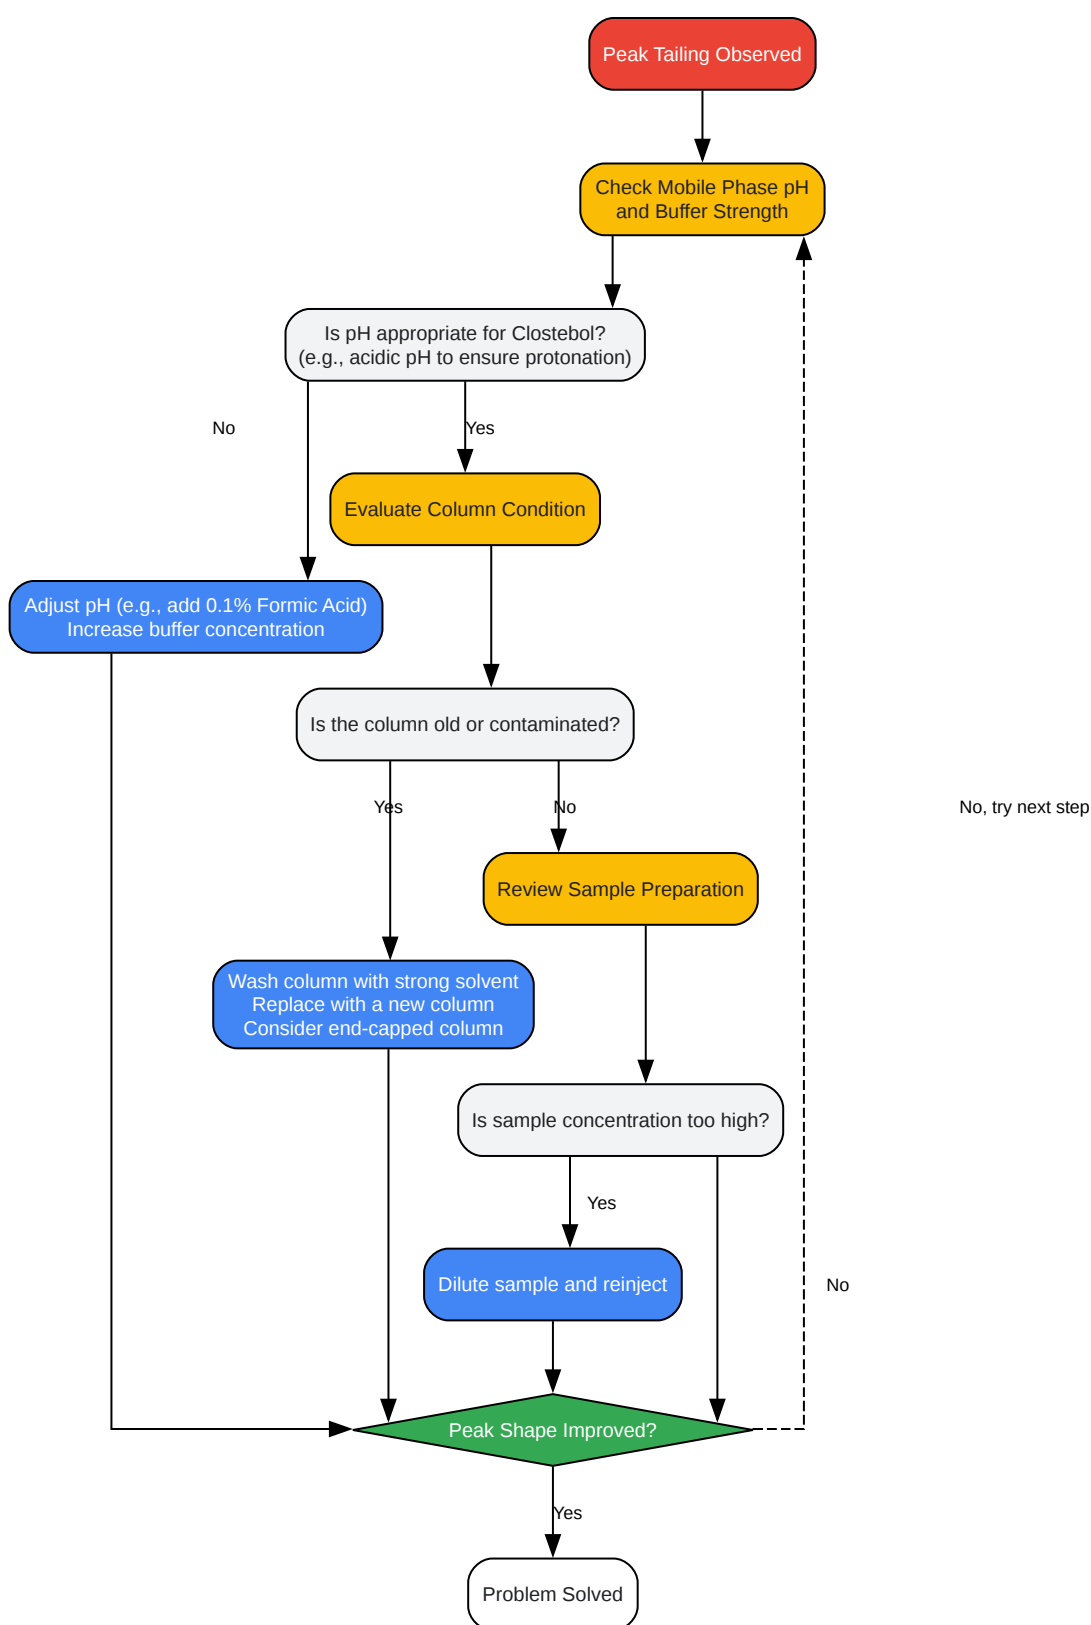 Peak Tailing Observed
Check Mobile Phase pH
and Buffer Strength
Is pH appropriate for Clostebol?
(e.g., acidic pH to ensure protonation)
No
Yes
Evaluate Column Condition
Adjust pH (e.g., add 0.1% Formic Acid)
Increase buffer concentration
Is the column old or contaminated?
Yes
No
No, try next step
Review Sample Preparation
Wash column with strong solvent
Replace with a new column
Consider end-capped column
Is sample concentration too high?
Yes
Dilute sample and reinject
No
Peak Shape Improved?
Yes
Problem Solved